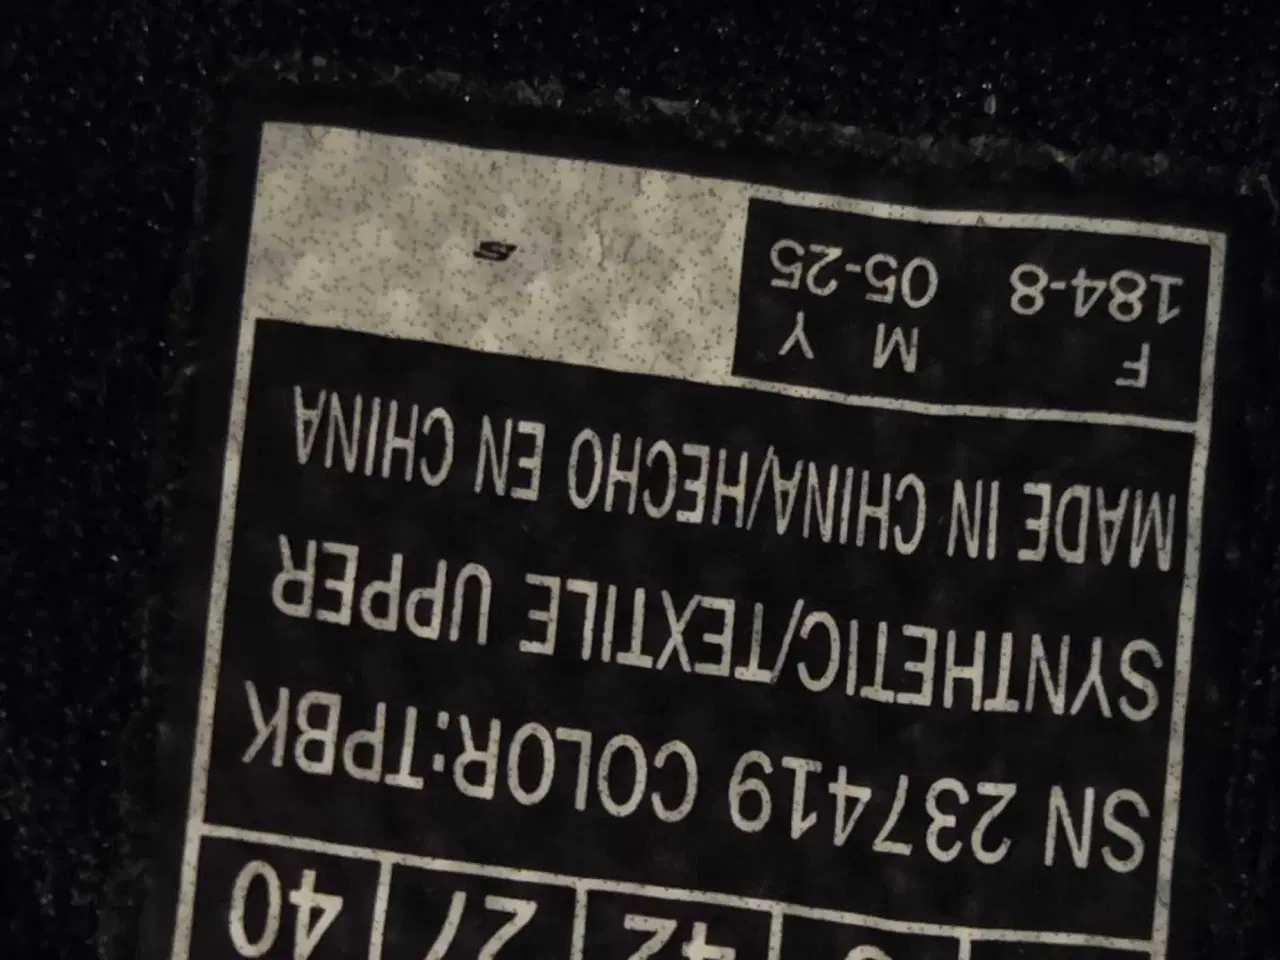 42 27 40
SN 237419 COLOR:TPBK
SYNTHETIC/TEXTILE UPPER
MADE IN CHINA/HECHO EN CHINA
F M Y
184-8 05-25
S